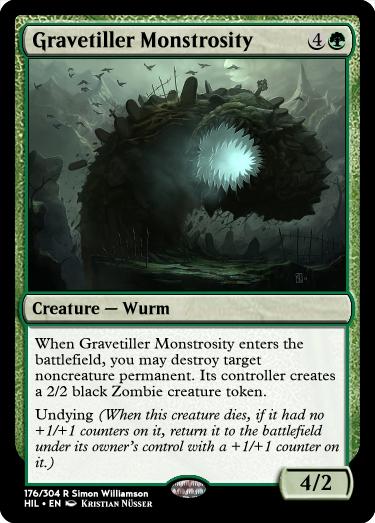 Gravetiller Monstrosity 4
Creature — Wurm
When Gravetiller Monstrosity enters the
battlefield, you may destroy target
noncreature permanent. Its controller creates
a 2/2 black Zombie creature token.
Undying (When this creature dies, if it had no
+1/+1 counters on it, return it to the battlefield
under its owner's control with a +1/+1 counter on
it.)
4/2
176/304 R Simon Williamson
HIL • EN Kristian Nüsser